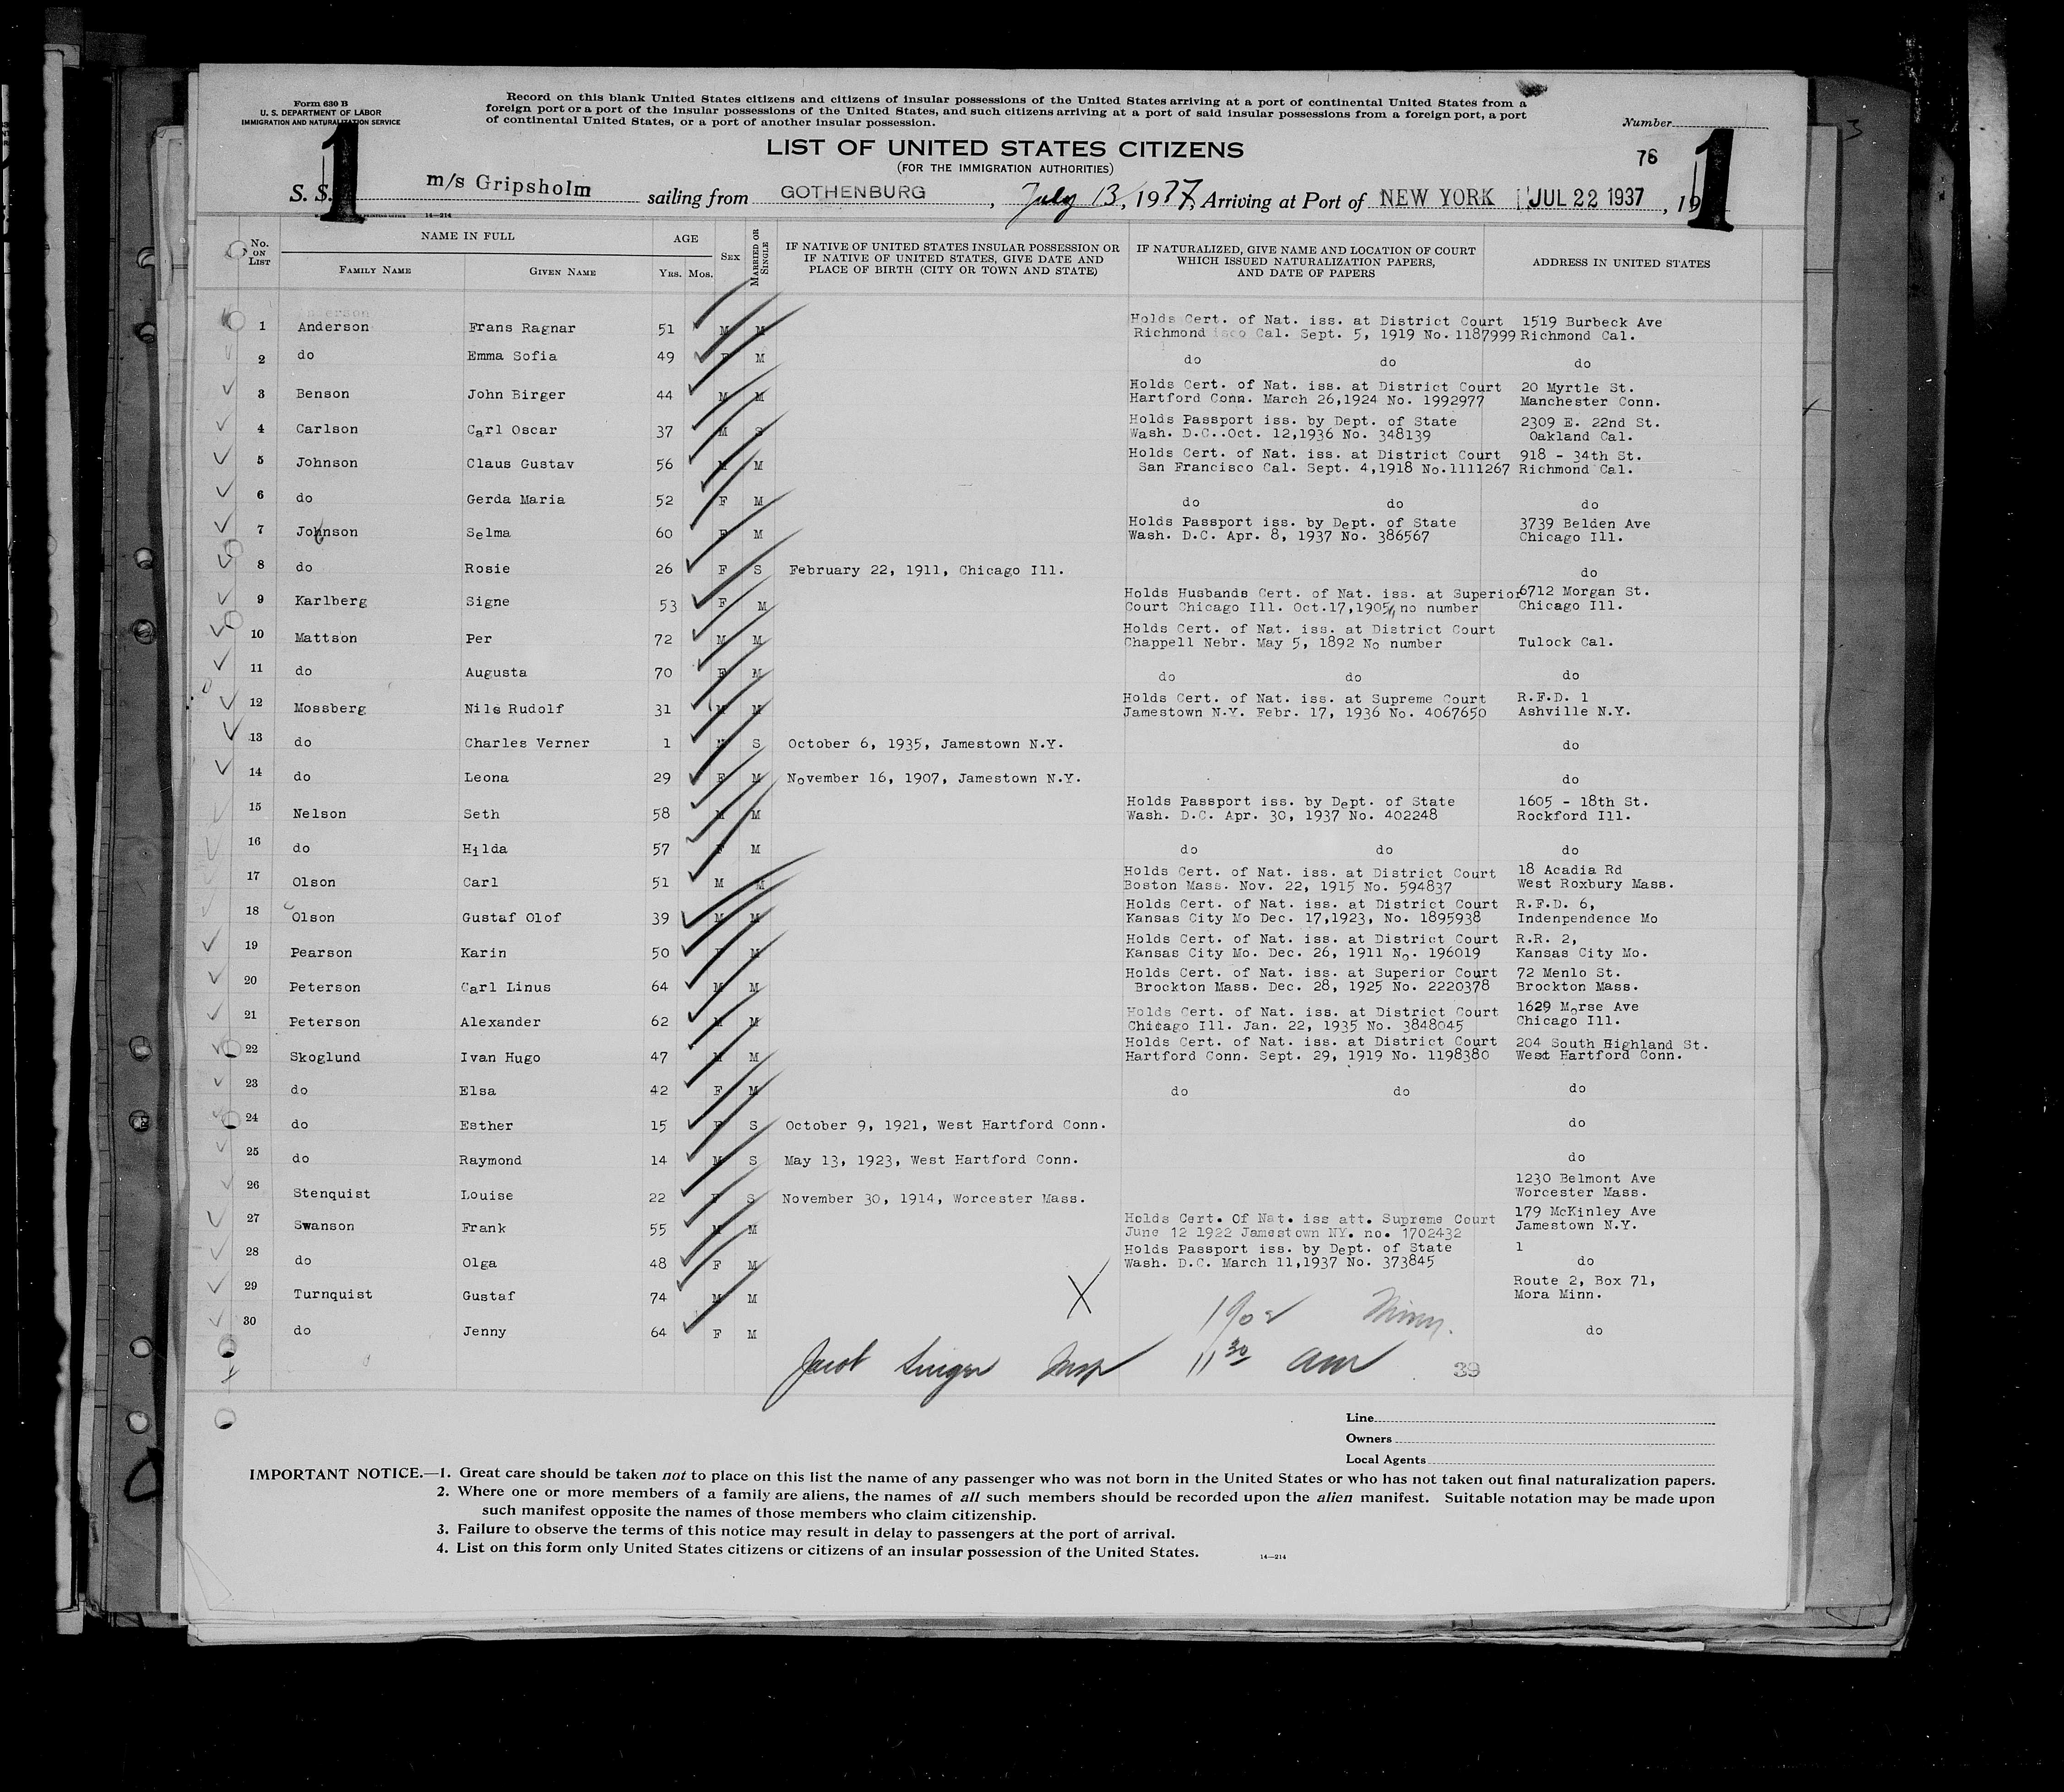 Form 630 B
U. S. DEPARTMENT OF LABOR
IMMIGRATION AND NATURALIZATION SERVICE
Record on this blank United States citizens and citizens of insular possessions of the United States arriving at a port of continental United States from a
foreign port or a port of the insular possessions of the United States, and such citizens arriving at a port of said insular possessions from a foreign port, a port
of continental United States, or a port of another insular possession.
Number
1
1
LIST OF UNITED STATES CITIZENS
(FOR THE IMMIGRATION AUTHORITIES)
76
S. S. m/s Gripsholm sailing from GOTHENBURG, July 13, 1937, Arriving at Port of NEW YORK JUL 22 1937, 19
14-214
No. ON LIST
NAME IN FULL
FAMILY NAME GIVEN NAME
AGE
YRS. MOS.
SEX
MARRIED OR SINGLE
IF NATIVE OF UNITED STATES INSULAR POSSESSION OR
IF NATIVE OF UNITED STATES, GIVE DATE AND
PLACE OF BIRTH (CITY OR TOWN AND STATE)
IF NATURALIZED, GIVE NAME AND LOCATION OF COURT
WHICH ISSUED NATURALIZATION PAPERS,
AND DATE OF PAPERS
ADDRESS IN UNITED STATES
1 Anderson Frans Ragnar 51 M M Holds Cert. of Nat. iss. at District Court 1519 Burbeck Ave
Richmond Cal. Sept. 5, 1919 No. 1187999 Richmond Cal.
2 do Emma Sofia 49 F M do do do
3 Benson John Birger 44 M M Holds Cert. of Nat. iss. at District Court 20 Myrtle St.
Hartford Conn. March 26,1924 No. 1992977 Manchester Conn.
4 Carlson Carl Oscar 37 M S Holds Passport iss. by Dept. of State 2309 E. 22nd St.
Wash. D.C..Oct. 12,1936 No. 348139 Oakland Cal.
5 Johnson Claus Gustav 56 M M Holds Cert. of Nat. iss. at District Court 918 - 34th St.
San Francisco Cal. Sept. 4,1918 No.1111267 Richmond Cal.
6 do Gerda Maria 52 F M do do do
7 Johnson Selma 60 F M Holds Passport iss. by Dept. of State 3739 Belden Ave
Wash. D.C. Apr. 8, 1937 No. 386567 Chicago Ill.
8 do Rosie 26 F S February 22, 1911, Chicago Ill. do
9 Karlberg Signe 53 F M Holds Husbands Cert. of Nat. iss. at Superior 6712 Morgan St.
Court Chicago Ill. Oct.17,1905, no number Chicago Ill.
10 Mattson Per 72 M M Holds Cert. of Nat. iss. at District Court
Chappell Nebr. May 5, 1892 No number Tulock Cal.
11 do Augusta 70 F M do do do
12 Mossberg Nils Rudolf 31 M M Holds Cert. of Nat. iss. at Supreme Court R.F.D. 1
Jamestown N.Y. Febr. 17, 1936 No. 4067650 Ashville N.Y.
13 do Charles Verner 1 M S October 6, 1935, Jamestown N.Y. do
14 do Leona 29 F M November 16, 1907, Jamestown N.Y. do
15 Nelson Seth 58 M M Holds Passport iss. by Dept. of State 1605 - 18th St.
Wash. D.C. Apr. 30, 1937 No. 402248 Rockford Ill.
16 do Hilda 57 F M do do do
17 Olson Carl 51 M M Holds Cert. of Nat. iss. at District Court 18 Acadia Rd
Boston Mass. Nov. 22, 1915 No. 594837 West Roxbury Mass.
18 Olson Gustaf Olof 39 M M Holds Cert. of Nat. iss. at District Court R.F.D. 6,
Kansas City Mo Dec. 17,1923, No. 1895938 Indenpendence Mo
19 Pearson Karin 50 F M Holds Cert. of Nat. iss. at District Court R.R. 2,
Kansas City Mo. Dec. 26, 1911 No. 196019 Kansas City Mo.
20 Peterson Carl Linus 64 M M Holds Cert. of Nat. iss. at Superior Court 72 Menlo St.
Brockton Mass. Dec. 28, 1925 No. 2220378 Brockton Mass.
21 Peterson Alexander 62 M M Holds Cert. of Nat. iss. at District Court 1629 Morse Ave
Chicago Ill. Jan. 22, 1935 No. 3848045 Chicago Ill.
22 Skoglund Ivan Hugo 47 M M Holds Cert. of Nat. iss. at District Court 204 South Highland St.
Hartford Conn. Sept. 29, 1919 No. 1198380 West Hartford Conn.
23 do Elsa 42 F M do do do
24 do Esther 15 F S October 9, 1921, West Hartford Conn. do
25 do Raymond 14 M S May 13, 1923, West Hartford Conn. do
26 Stenquist Louise 22 F S November 30, 1914, Worcester Mass. 1230 Belmont Ave
Worcester Mass.
27 Swanson Frank 55 M M Holds Cert. Of Nat. iss att. Supreme Court 179 McKinley Ave
June 12 1922 Jamestown NY. no. 1702432 Jamestown N.Y.
28 do Olga 48 F M Holds Passport iss. by Dept. of State 1
Wash. D.C. March 11,1937 No. 373845 do
29 Turnquist Gustaf 74 M M X Route 2, Box 71,
Mora Minn.
30 do Jenny 64 F M 190 Minn. do
Jacob Singer Insp 11 30 am 39
Line
Owners
Local Agents
IMPORTANT NOTICE.—1. Great care should be taken not to place on this list the name of any passenger who was not born in the United States or who has not taken out final naturalization papers.
2. Where one or more members of a family are aliens, the names of all such members should be recorded upon the alien manifest. Suitable notation may be made upon
such manifest opposite the names of those members who claim citizenship.
3. Failure to observe the terms of this notice may result in delay to passengers at the port of arrival.
4. List on this form only United States citizens or citizens of an insular possession of the United States.
14—214